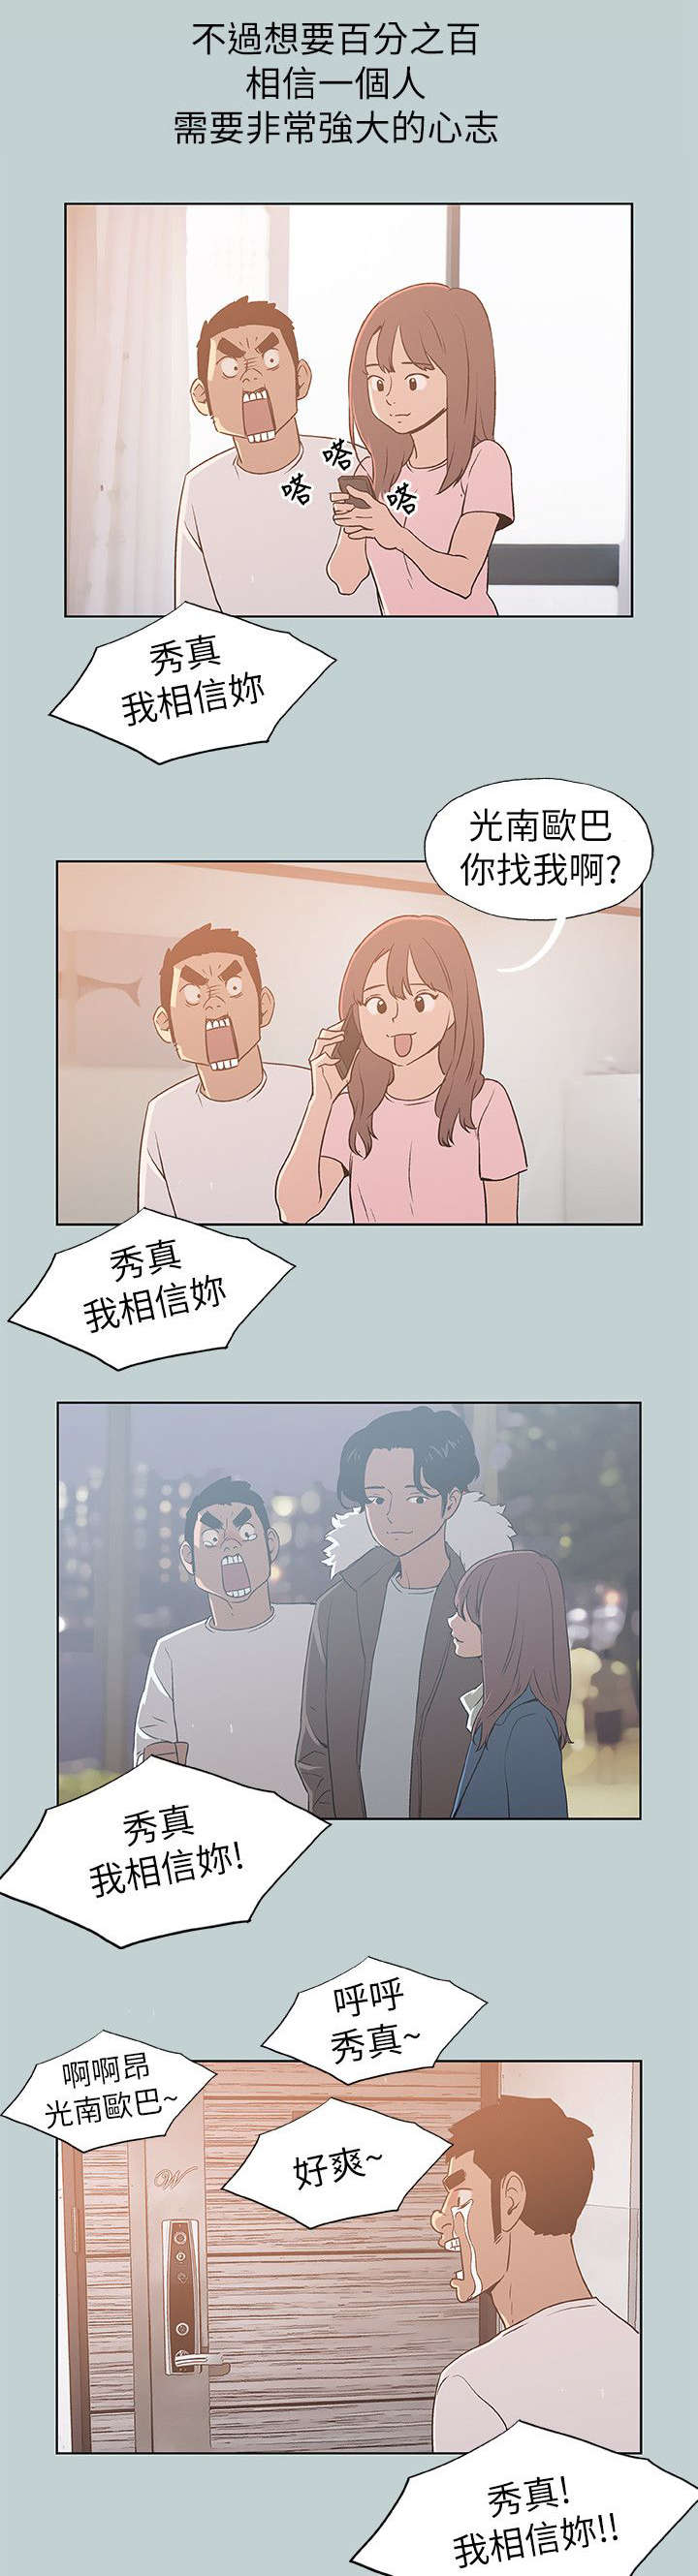 不過想要百分之百
相信一個人
需要非常強大的心志
嗒
嗒
嗒
秀真
我相信妳
光南歐巴
你找我啊?
秀真
我相信妳
秀真
我相信妳!
呼呼
秀真~
啊啊昂
光南歐巴~
好爽~
W
秀真!
我相信妳!!